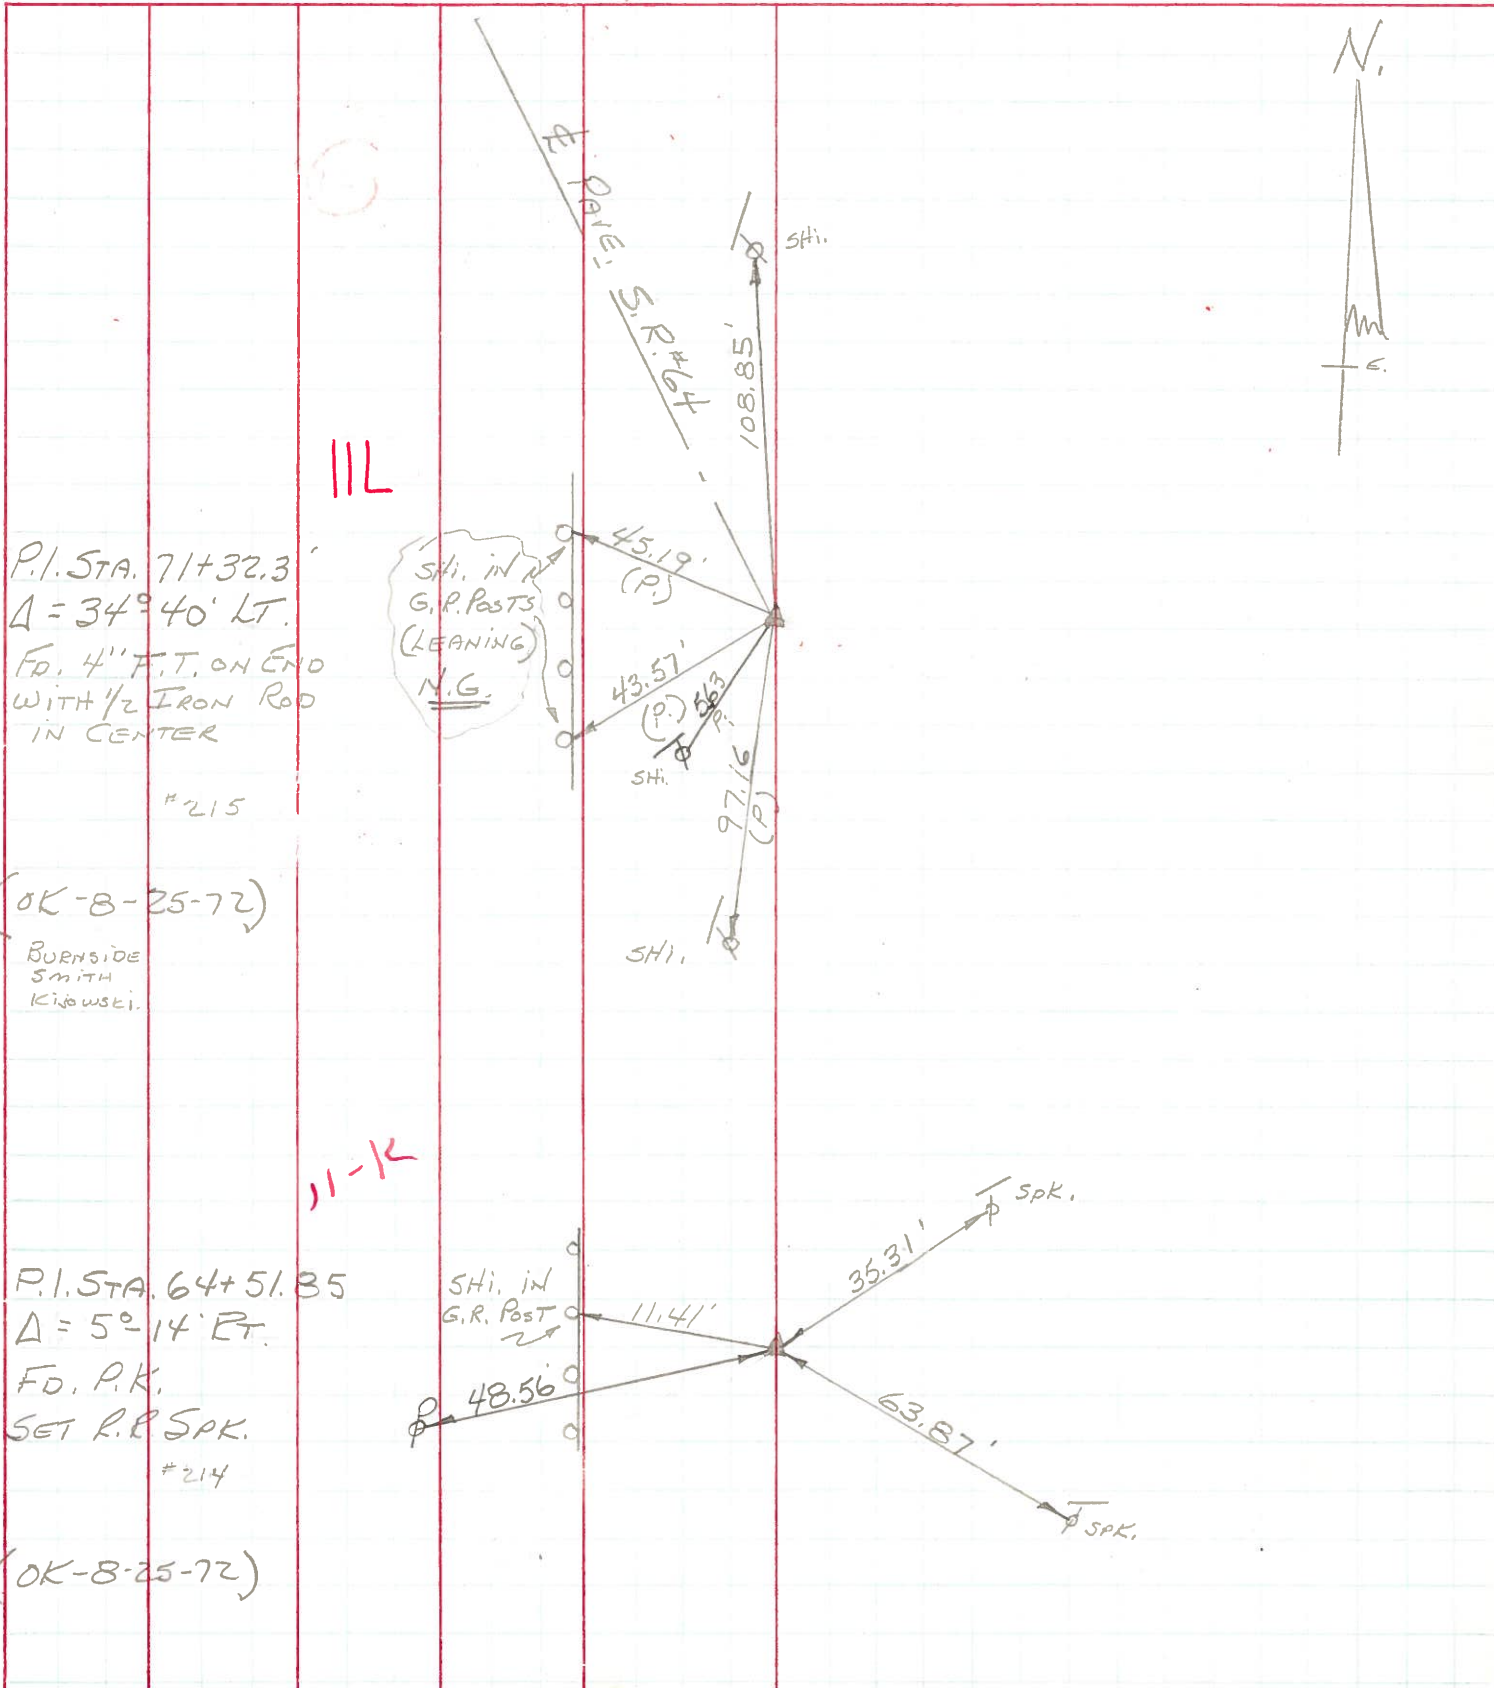 N.
E.
℄ PAVE. S.R. #64
SHi.
108.85'
11L
P.I. STA. 71+32.3'
Δ = 34° 40' LT.
FD. 4" F.T. ON END
WITH 1/2 IRON ROD
IN CENTER
#215
(OK-8-25-72)
BURNSIDE
SMITH
KIJOWSKI.
SHi. IN
G.R. POSTS
(LEANING)
N.G.
45.19'
(P.)
43.57'
(P.)
SHi.
97.16
(P)
SHi.
11-K
P.I. STA. 64+51.85
Δ = 5°-14' RT.
FD. P.K.
SET R.R. SPK.
#214
(OK-8-25-72)
SHi. IN
G.R. POST
11.41'
48.56'
35.31'
SPK.
63.87'
SPK.